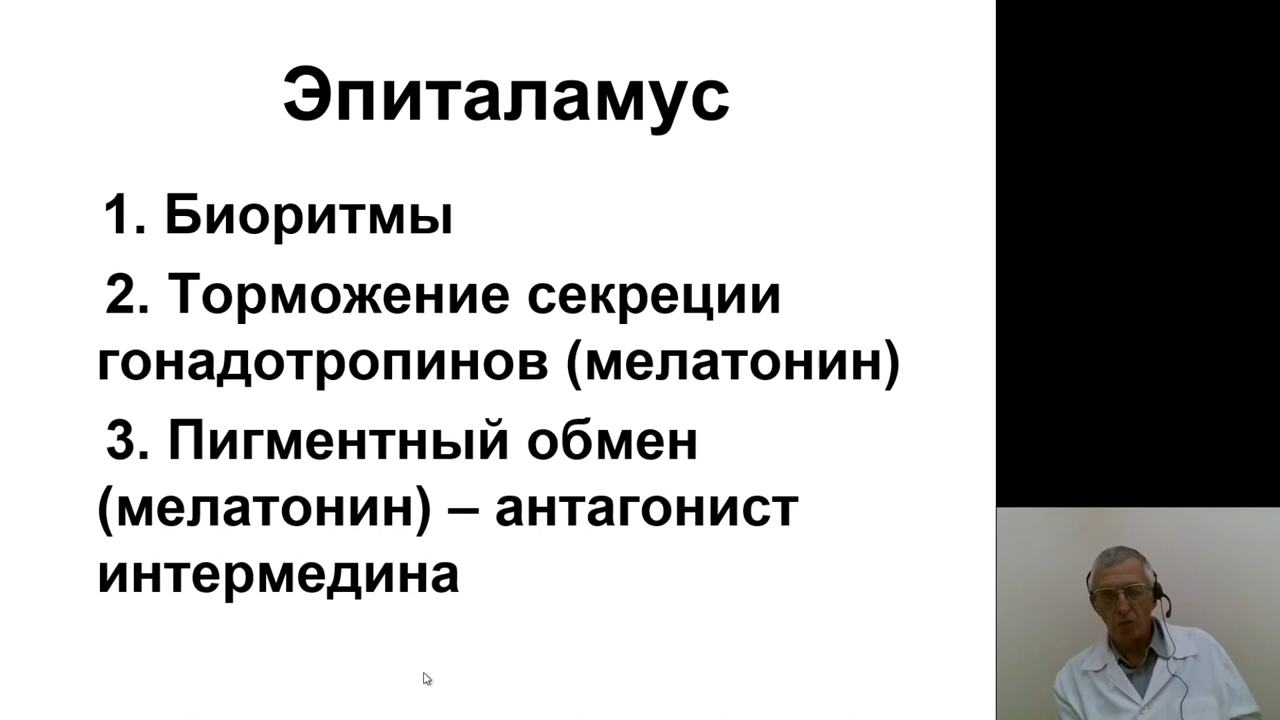 Эпиталамус
1. Биоритмы
2. Торможение секреции
гонадотропинов (мелатонин)
3. Пигментный обмен
(мелатонин) – антагонист
интермедина